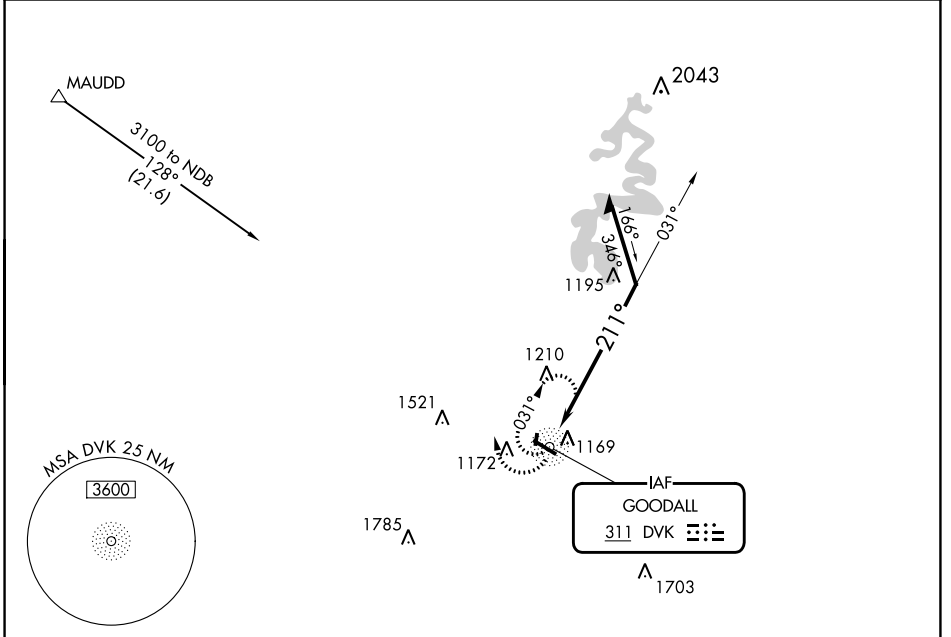 2043
MAUDD
3100 to NDB
128°
(21.6)
166°
346°
031°
1195
211°
1210
1521
031°
1169
1172
MSA DVK 25 NM
3600
IAF
GOODALL
311 DVK
1785
1703